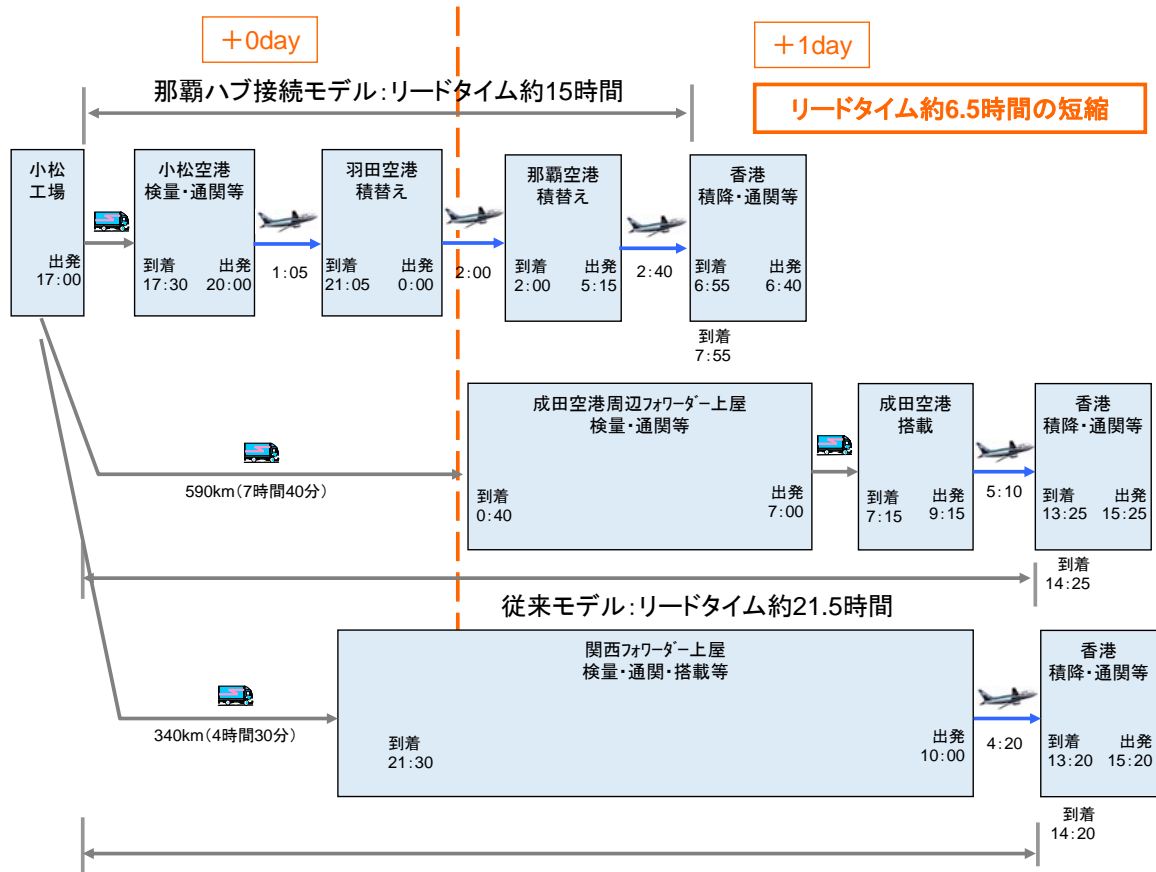 ＋0day
＋1day
那覇ハブ接続モデル：リードタイム約15時間
リードタイム約6.5時間の短縮
小松
工場
出発
17:00
小松空港
検量・通関等
到着 出発
17:30 20:00
1:05
羽田空港
積替え
到着 出発
21:05 0:00
2:00
那覇空港
積替え
到着 出発
2:00 5:15
2:40
香港
積降・通関等
到着 出発
6:55 6:40
到着
7:55
590km（7時間40分）
成田空港周辺ﾌｫﾜｰﾀﾞｰ上屋
検量・通関等
到着 出発
0:40 7:00
成田空港
搭載
到着 出発
7:15 9:15
5:10
香港
積降・通関等
到着 出発
13:25 15:25
到着
14:25
従来モデル：リードタイム約21.5時間
340km（4時間30分）
関西ﾌｫﾜｰﾀﾞｰ上屋
検量・通関・搭載等
到着 出発
21:30 10:00
4:20
香港
積降・通関等
到着 出発
13:20 15:20
到着
14:20